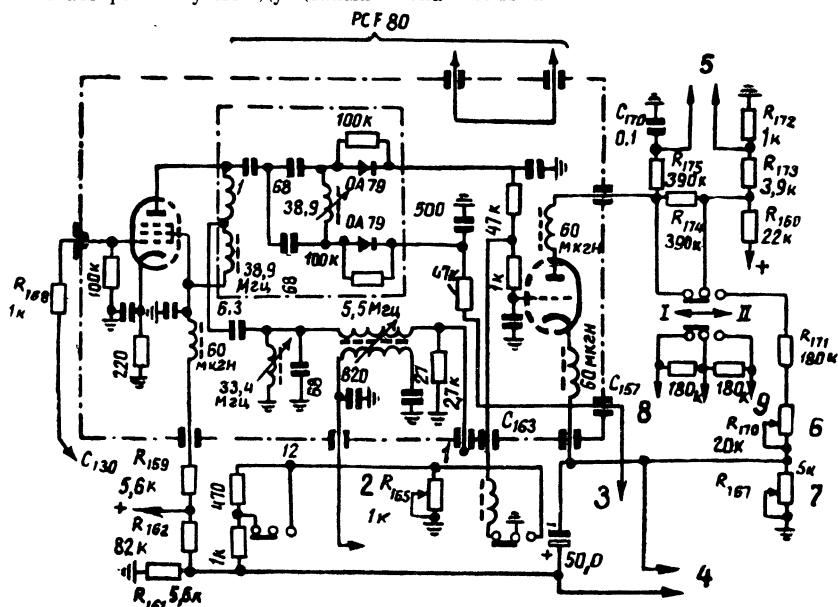 PCF 80
5
C170
0.1
R172
1к
100к
R175
390к
R173
3,9к
68
ОА 79
1
38,9
500
47к
R174
390к
R160
22к
ОА 79
60
мкгн
+
100к
38,9
Мгц
68
47к
1к
R168
1к
100к
I
II
6.3
5,5 Мгц
R171
180к
220
60
мкгн
33,4
Мгц
68
820
27
2,7к
60 мкгн
C157
180к
180к
8
9
6
R170
20к
C163
C130
1
R159
5,6к
12
2
R165
1к
3
5к
R167
7
+
470
R162
82к
1к
+
50,0
4
R161
5,6к